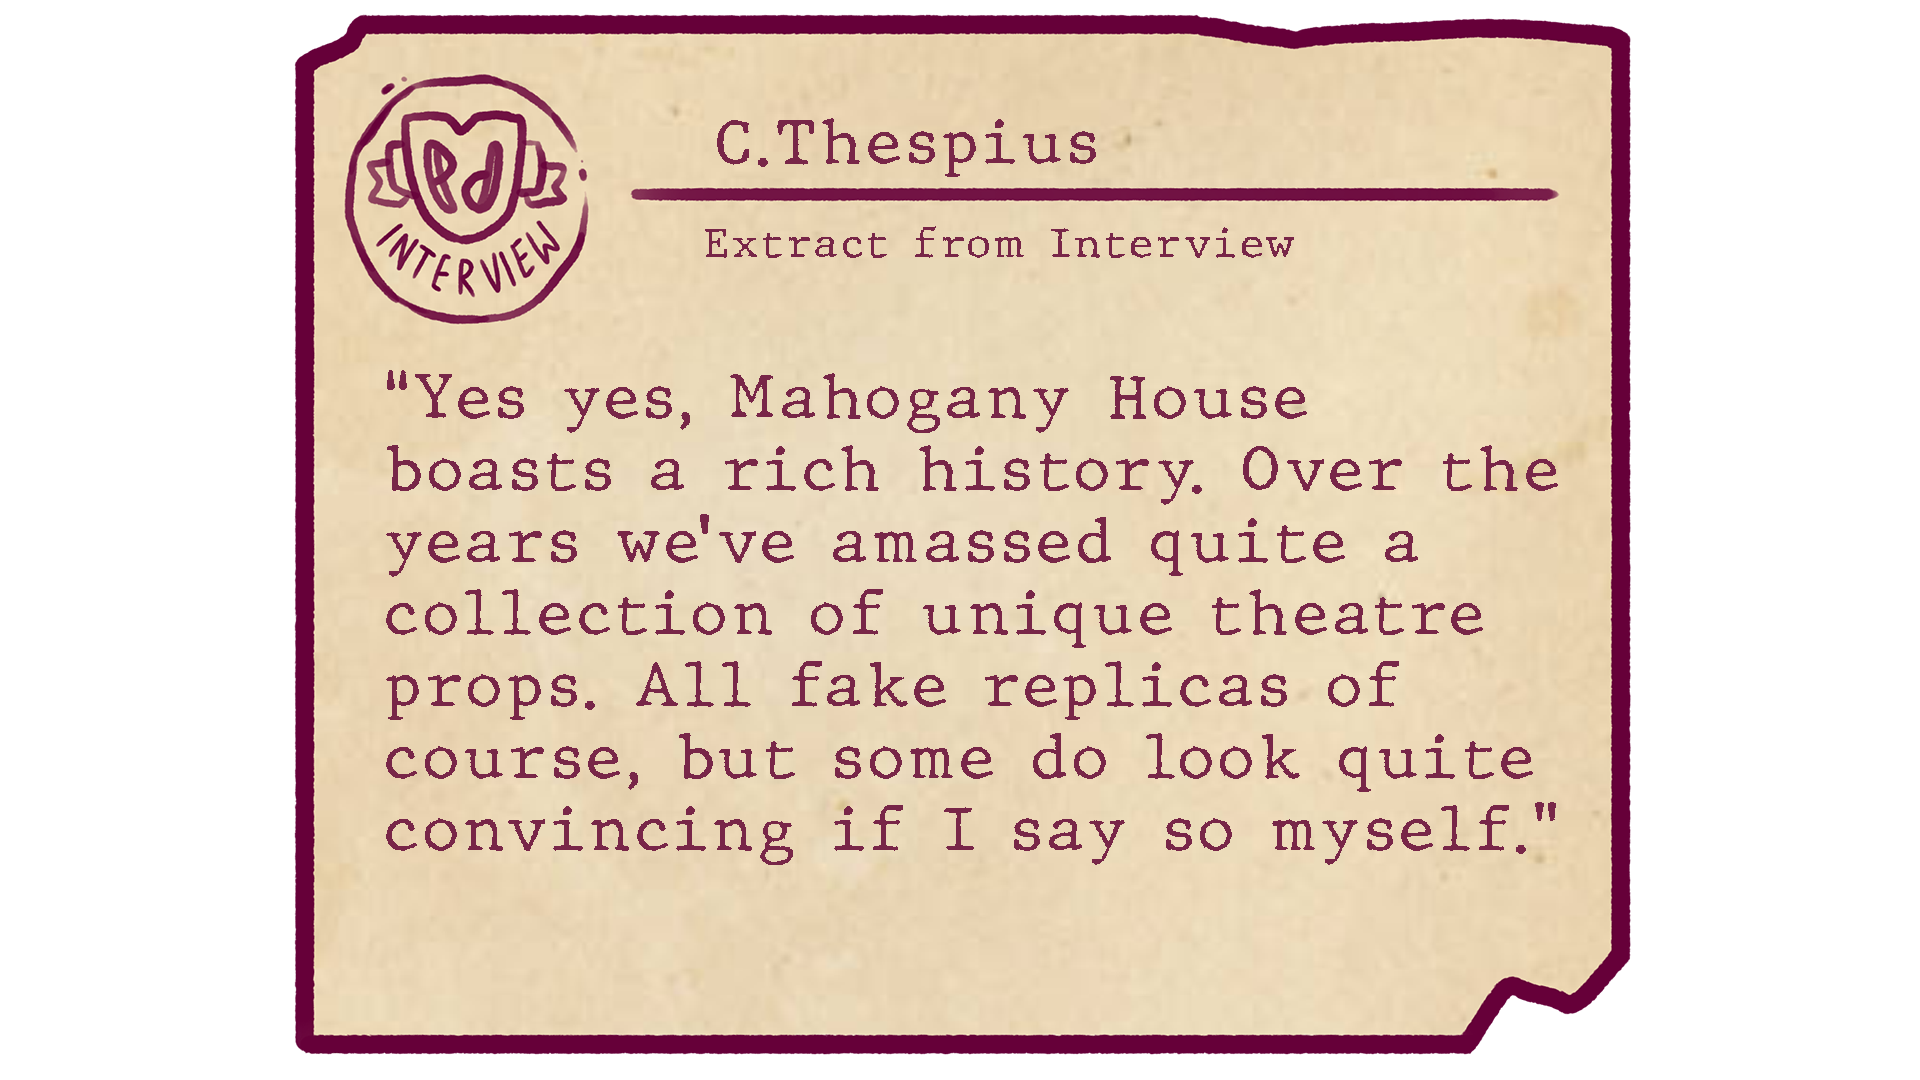 Pd
INTERVIEW
C.Thespius
Extract from Interview
"Yes yes, Mahogany House
boasts a rich history. Over the
years we've amassed quite a
collection of unique theatre
props. All fake replicas of
course, but some do look quite
convincing if I say so myself."